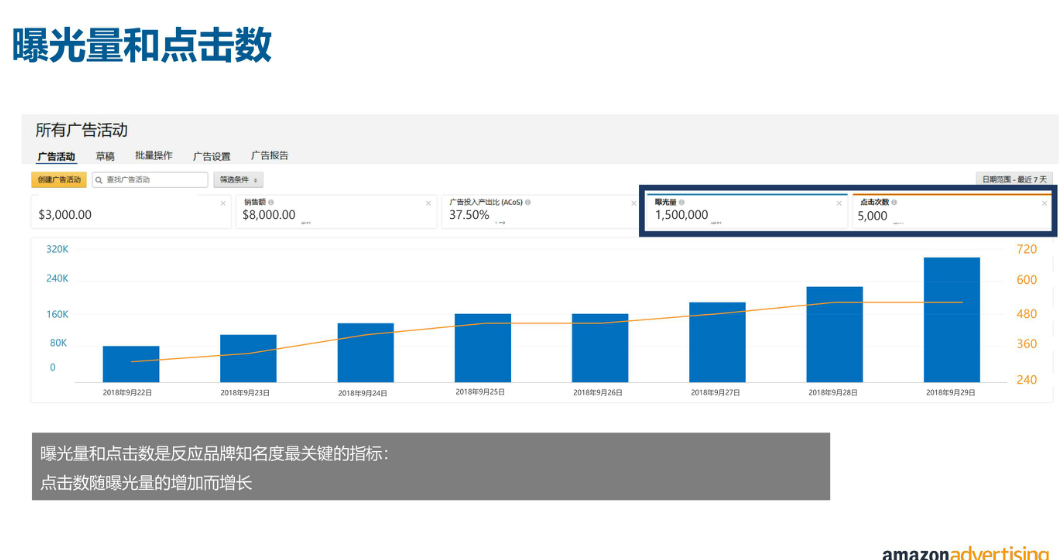 曝光量和点击数
所有广告活动
广告活动 草稿 批量操作 广告设置 广告报告
创建广告活动 查找广告活动 筛选条件 日期范围 - 最近 7 天
$3,000.00
销售额
$8,000.00
广告投入产出比 (ACoS)
37.50%
曝光量
1,500,000
点击次数
5,000
320K 720
240K 600
160K 480
80K 360
0 240
2018年9月22日 2018年9月23日 2018年9月24日 2018年9月25日 2018年9月26日 2018年9月27日 2018年9月28日 2018年9月29日
曝光量和点击数是反应品牌知名度最关键的指标:
点击数随曝光量的增加而增长
amazonadvertising